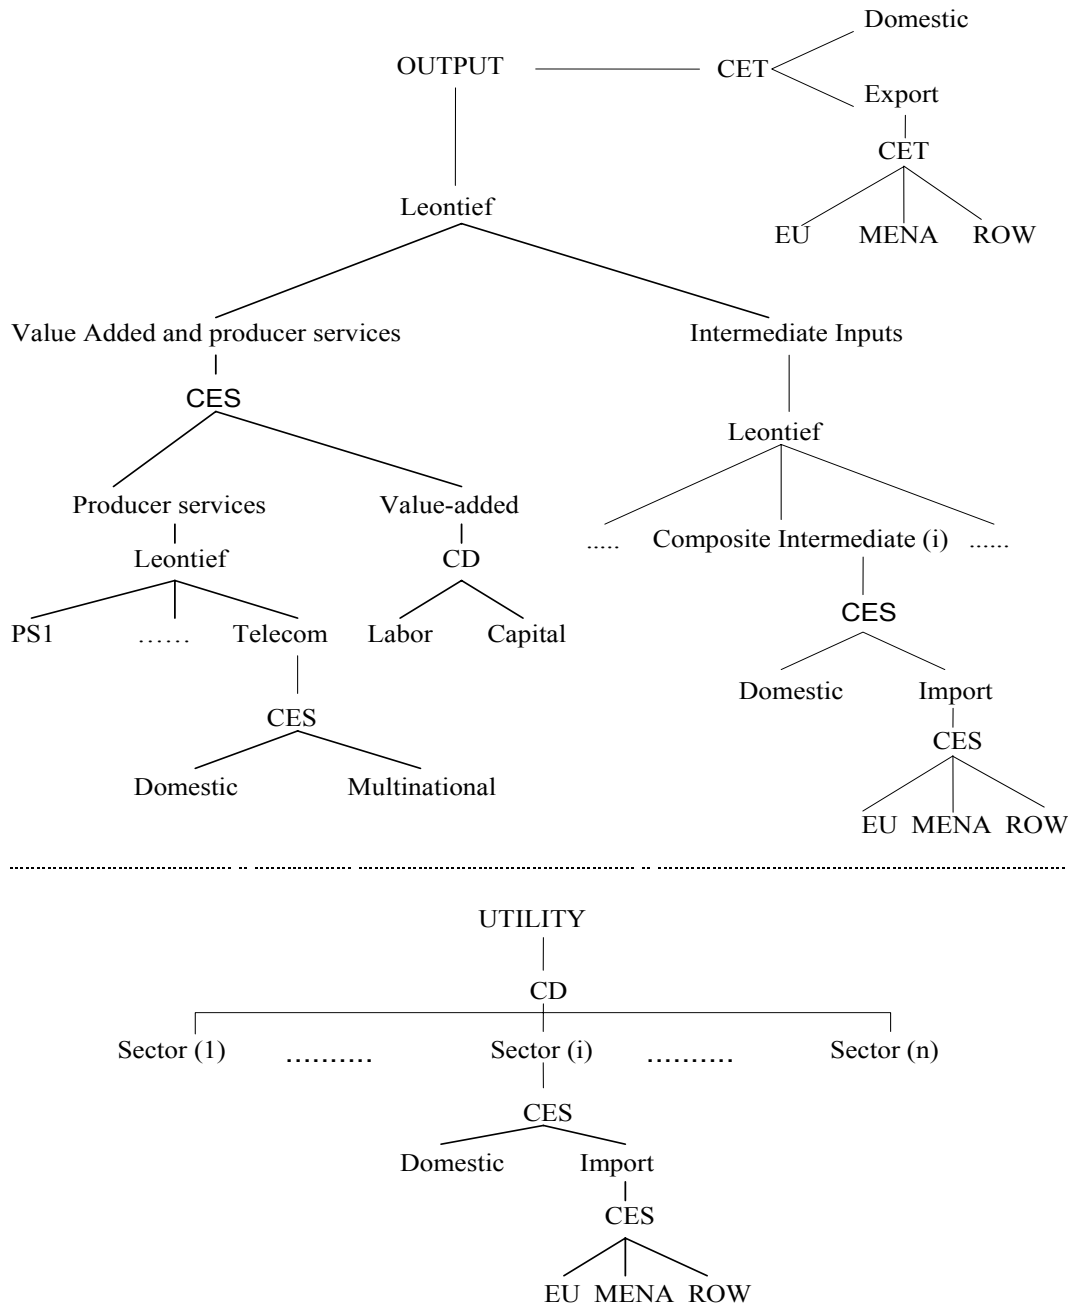 Domestic
OUTPUT CET
Export
CET
Leontief
EU MENA ROW
Value Added and producer services Intermediate Inputs
CES
Leontief
Producer services Value-added
..... Composite Intermediate (i) ......
Leontief CD
CES
PS1 ...... Telecom Labor Capital
Domestic Import
CES
CES
Domestic Multinational
EU MENA ROW
UTILITY
CD
Sector (1) .......... Sector (i) .......... Sector (n)
CES
Domestic Import
CES
EU MENA ROW